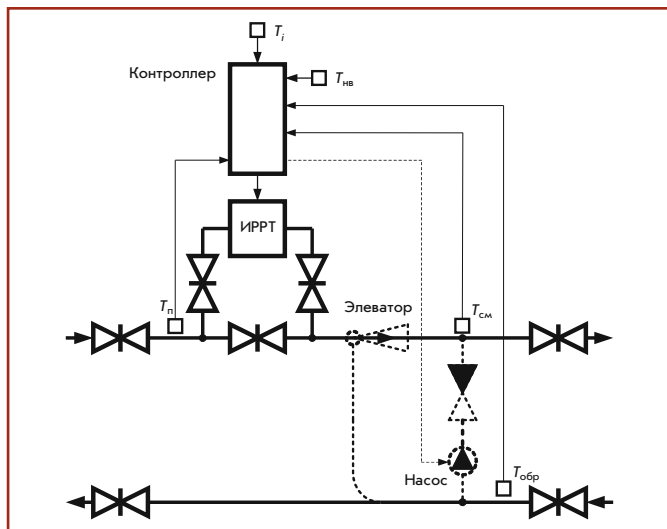 Tᵢ
Контроллер
Tнв
ИРРТ
Tп
Элеватор
Tсм
Насос
Tобр